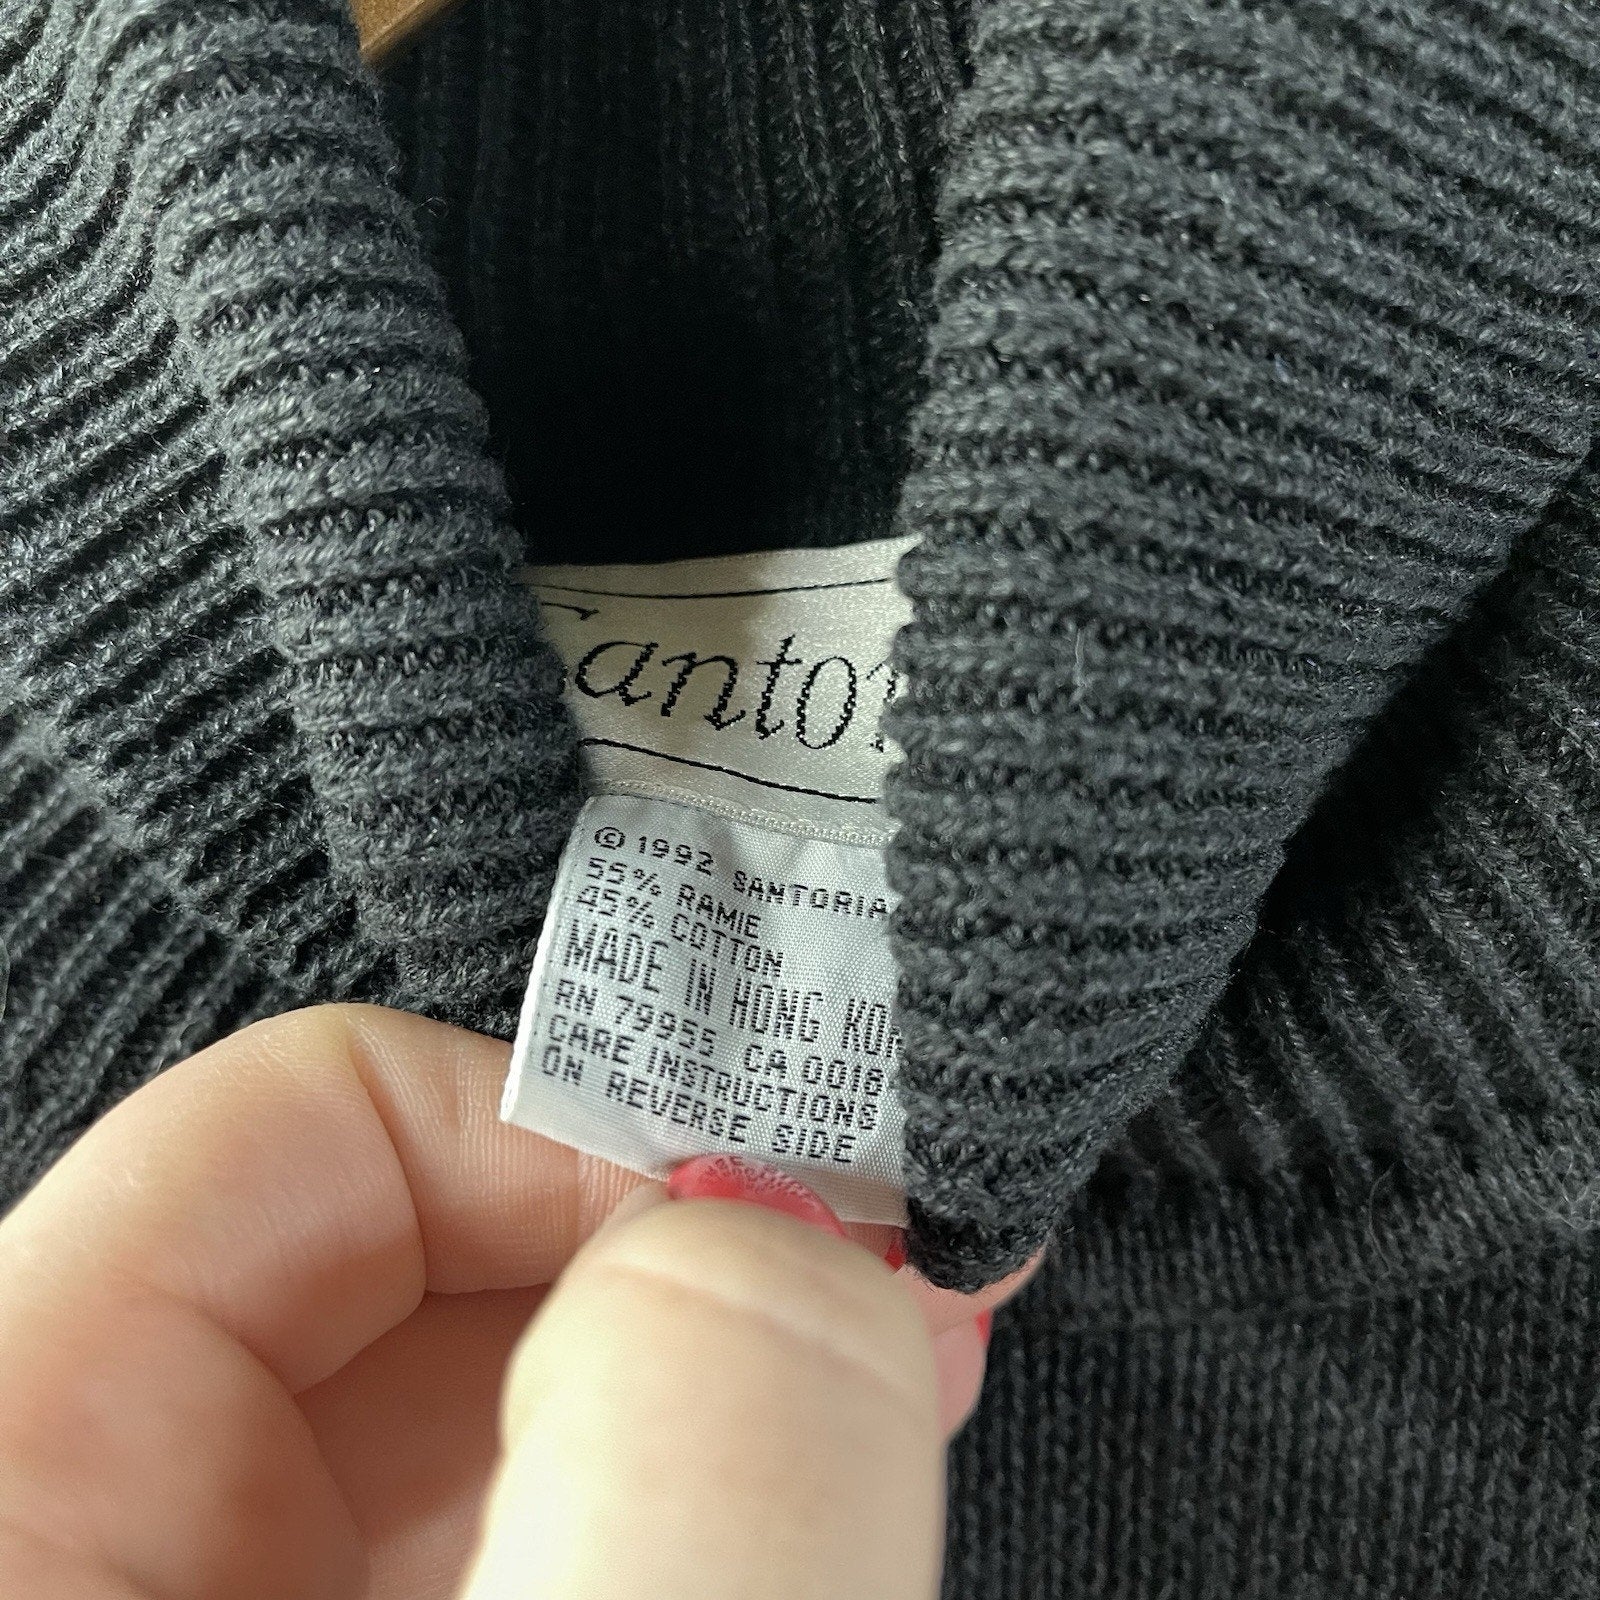 Santor
© 1992 SANTORIA
55% RAMIE
45% COTTON
MADE IN HONG KON
RN 79955 CA 0016
CARE INSTRUCTIONS
ON REVERSE SIDE